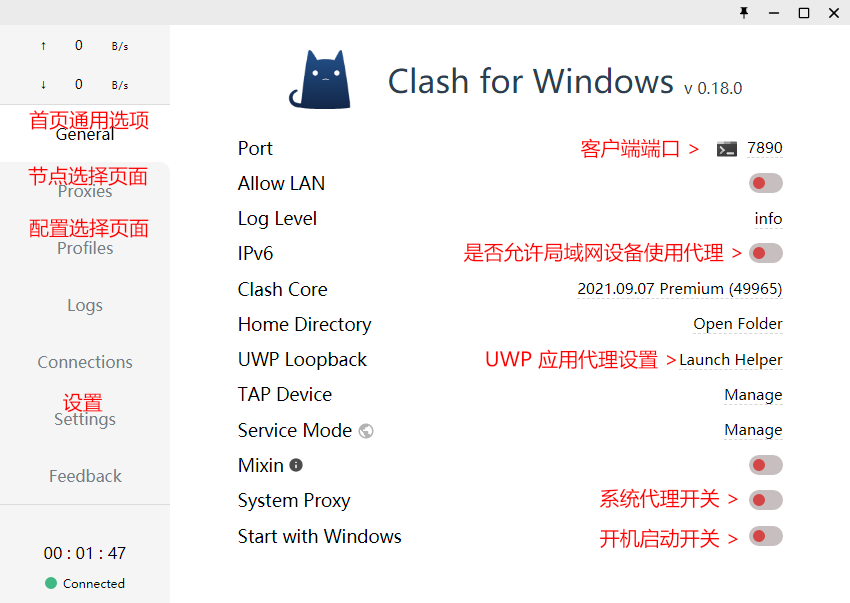 ↑ 0 B/s
↓ 0 B/s
首页通用选项
General
节点选择页面
Proxies
配置选择页面
Profiles
Logs
Connections
设置
Settings
Feedback
00 : 01 : 47
Connected
Clash for Windows v 0.18.0
Port 客户端端口 > 7890
Allow LAN
Log Level info
IPv6 是否允许局域网设备使用代理 >
Clash Core 2021.09.07 Premium (49965)
Home Directory Open Folder
UWP Loopback UWP 应用代理设置 > Launch Helper
TAP Device Manage
Service Mode Manage
Mixin
System Proxy 系统代理开关 >
Start with Windows 开机启动开关 >